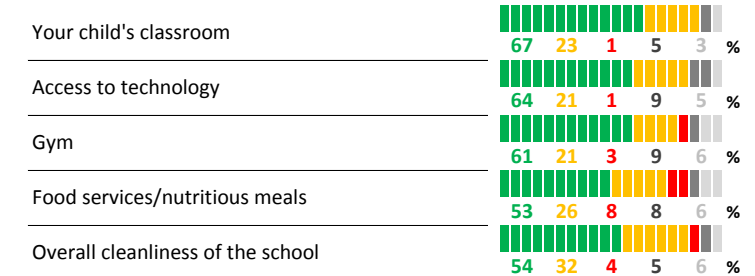 Your child's classroom
67 23 1 5 3 %
Access to technology
64 21 1 9 5 %
Gym
61 21 3 9 6 %
Food services/nutritious meals
53 26 8 8 6 %
Overall cleanliness of the school
54 32 4 5 6 %